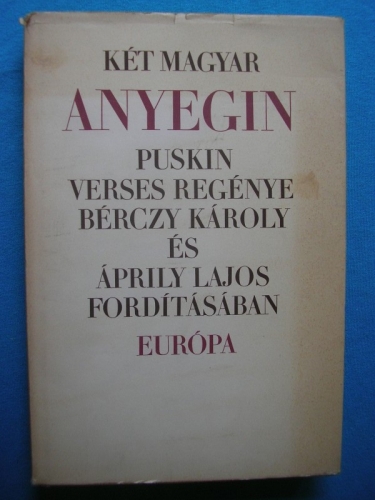 KÉT MAGYAR
ANYEGIN
PUSKIN
VERSES REGÉNYE
BÉRCZY KÁROLY
ÉS
ÁPRILY LAJOS
FORDÍTÁSÁBAN
EURÓPA